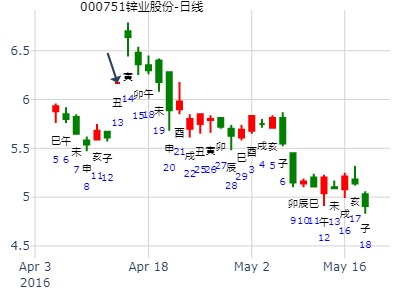 000751锌业股份-日线
6.5
6
5.5
5
4.5
巳
5
午
6
未
7
申
8
亥
11
子
12
丑
13
寅
14
卯
15
午
18
未
19
申
20
酉
21
戌
22
丑
25
寅
26
卯
27
辰
28
巳
29
酉
3
戌
4
亥
5
子
6
卯
9
辰
10
巳
11
午
12
未
13
戌
16
亥
17
子
18
Apr 3
2016
Apr 18
May 2
May 16